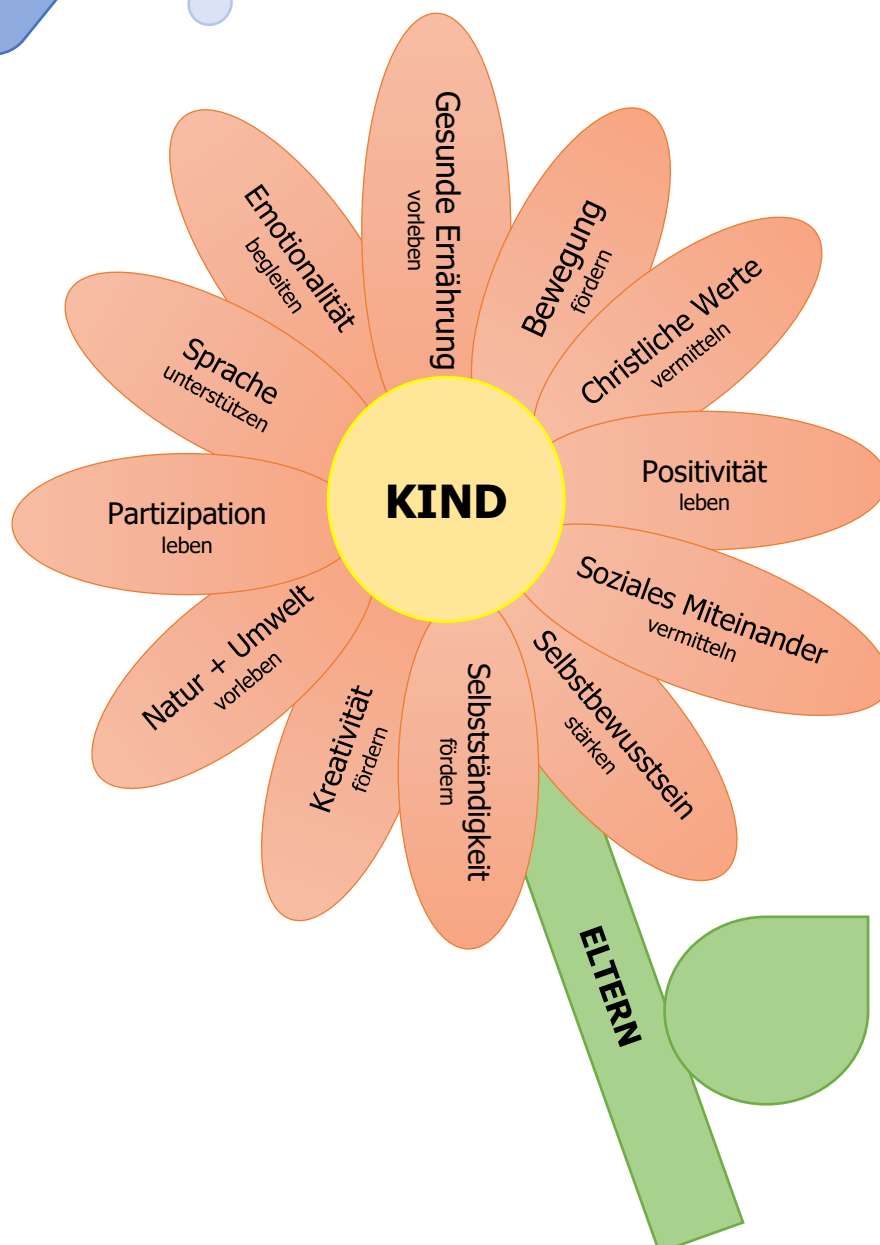 Gesunde Ernährung
vorleben
Bewegung
fördern
Christliche Werte
vermitteln
Positivität
leben
Soziales Miteinander
vermitteln
Selbstbewusstsein
stärken
Selbstständigkeit
fördern
Kreativität
fördern
Natur + Umwelt
vorleben
Partizipation
leben
Sprache
unterstützen
Emotionalität
begleiten
KIND
ELTERN